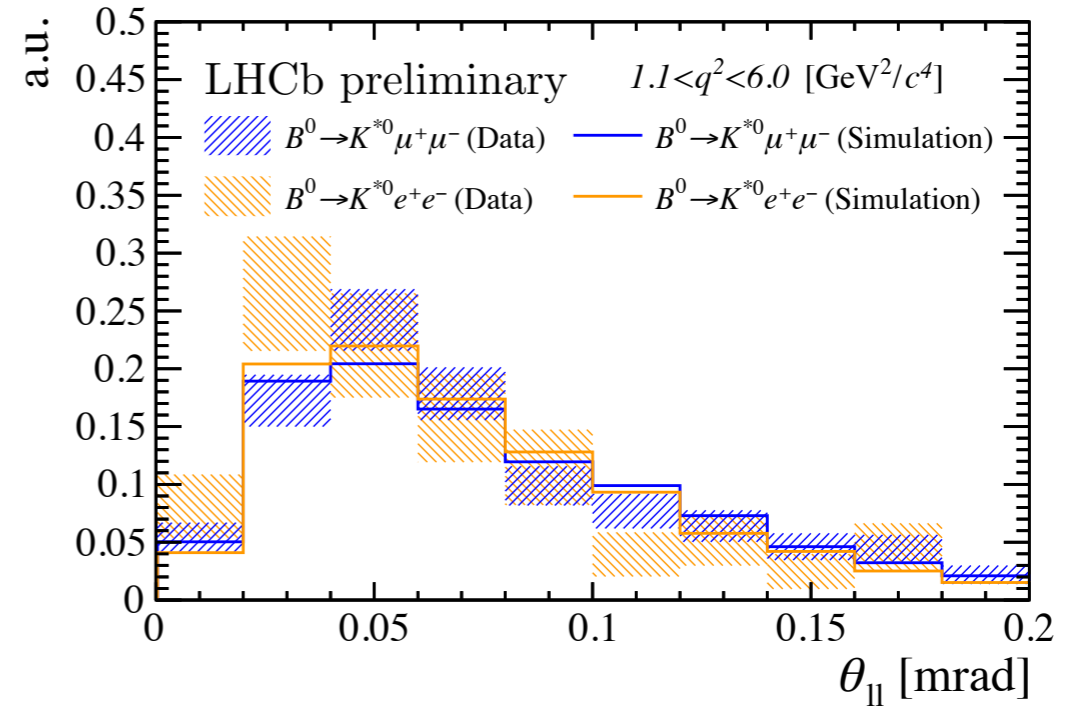 a.u.
LHCb preliminary
1.1<q²<6.0 [GeV²/c⁴]
B⁰→K*⁰μ⁺μ⁻ (Data)
B⁰→K*⁰μ⁺μ⁻ (Simulation)
B⁰→K*⁰e⁺e⁻ (Data)
B⁰→K*⁰e⁺e⁻ (Simulation)
0.5
0.45
0.4
0.35
0.3
0.25
0.2
0.15
0.1
0.05
0
0 0.05 0.1 0.15 0.2
θ_ll [mrad]